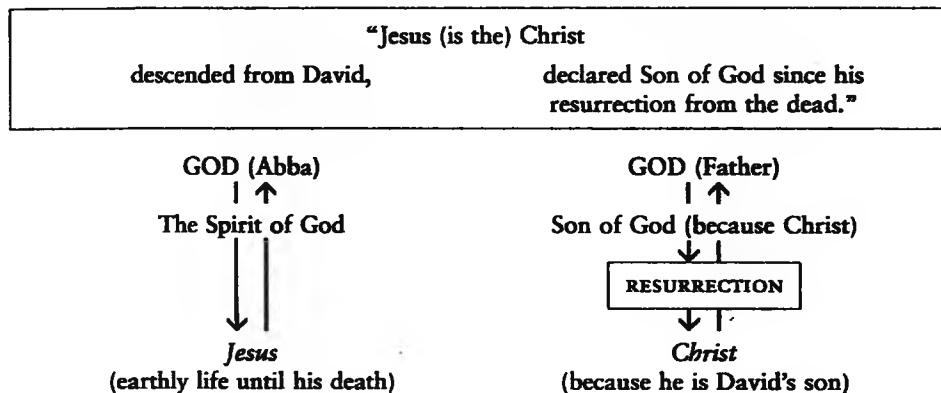 “Jesus (is the) Christ
descended from David,
declared Son of God since his
resurrection from the dead.”
GOD (Abba)
The Spirit of God
Jesus
(earthly life until his death)
GOD (Father)
Son of God (because Christ)
RESURRECTION
Christ
(because he is David’s son)